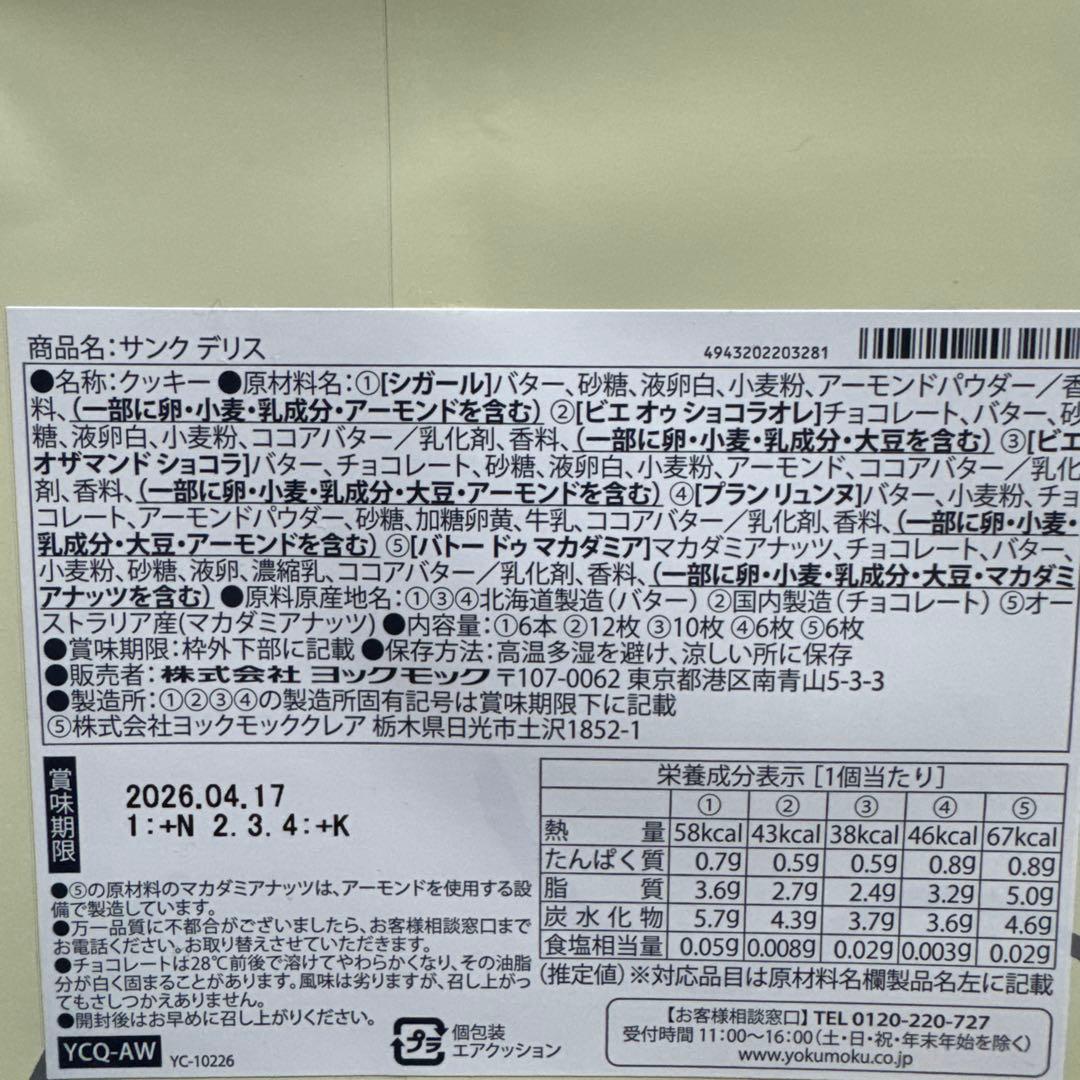 商品名：サンク デリス
4943202203281
●名称：クッキー ●原材料名：①[シガール]バター、砂糖、液卵白、小麦粉、アーモンドパウダー／香
料、(一部に卵・小麦・乳成分・アーモンドを含む) ②[ビエ オゥ ショコラオレ]チョコレート、バター、砂
糖、液卵白、小麦粉、ココアバター／乳化剤、香料、(一部に卵・小麦・乳成分・大豆を含む) ③[ビエ
オザマンド ショコラ]バター、チョコレート、砂糖、液卵白、小麦粉、アーモンド、ココアバター／乳化
剤、香料、(一部に卵・小麦・乳成分・大豆・アーモンドを含む) ④[プラン リュンヌ]バター、小麦粉、チョ
コレート、アーモンドパウダー、砂糖、加糖卵黄、牛乳、ココアバター／乳化剤、香料、(一部に卵・小麦・
乳成分・大豆・アーモンドを含む) ⑤[バトー ドゥ マカダミア]マカダミアナッツ、チョコレート、バター、
小麦粉、砂糖、液卵、濃縮乳、ココアバター／乳化剤、香料、(一部に卵・小麦・乳成分・大豆・マカダミ
アナッツを含む) ●原料原産地名：①③④北海道製造（バター）②国内製造（チョコレート）⑤オー
ストラリア産(マカダミアナッツ) ●内容量：①6本 ②12枚 ③10枚 ④6枚 ⑤6枚
●賞味期限：枠外下部に記載 ●保存方法：高温多湿を避け、涼しい所に保存
●販売者：株式会社 ヨックモック 〒107-0062 東京都港区南青山5-3-3
●製造所：①②③④の製造所固有記号は賞味期限下に記載
⑤株式会社ヨックモッククレア 栃木県日光市土沢1852-1
賞味期限
2026.04.17
1:+N 2.3.4:+K
●⑤の原材料のマカダミアナッツは、アーモンドを使用する設
備で製造しています。
●万一品質に不都合がございましたら、お客様相談窓口まで
お電話ください。お取り替えさせていただきます。
●チョコレートは28℃前後で溶けてやわらかくなり、その油脂
分が白く固まることがあります。風味は劣りますが、召し上がっ
てもさしつかえありません。
●開封後はお早めに召し上がりください。
YCQ-AW YC-10226
プラ
個包装
エアクッション
栄養成分表示［1個当たり］
① ② ③ ④ ⑤
熱量 58kcal 43kcal 38kcal 46kcal 67kcal
たんぱく質 0.7g 0.5g 0.5g 0.8g 0.8g
脂質 3.6g 2.7g 2.4g 3.2g 5.0g
炭水化物 5.7g 4.3g 3.7g 3.6g 4.6g
食塩相当量 0.05g 0.008g 0.02g 0.003g 0.02g
（推定値）※対応品目は原材料名欄製品名左に記載
【お客様相談窓口】TEL 0120-220-727
受付時間 11:00～16:00（土・日・祝・年末年始を除く）
www.yokumoku.co.jp